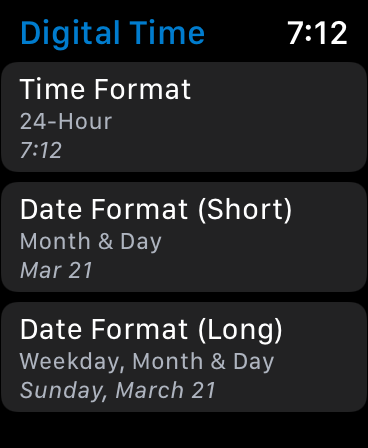 Digital Time 7:12
Time Format
24-Hour
7:12
Date Format (Short)
Month & Day
Mar 21
Date Format (Long)
Weekday, Month & Day
Sunday, March 21